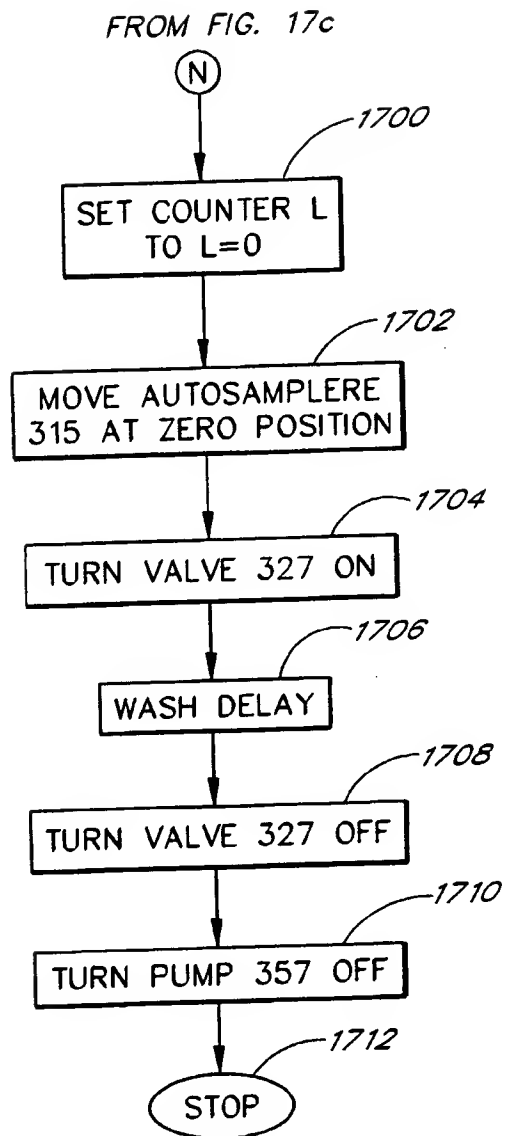 FROM FIG. 17c
N
1700
SET COUNTER L
TO L=0
1702
MOVE AUTOSAMPLERE
315 AT ZERO POSITION
1704
TURN VALVE 327 ON
1706
WASH DELAY
1708
TURN VALVE 327 OFF
1710
TURN PUMP 357 OFF
1712
STOP